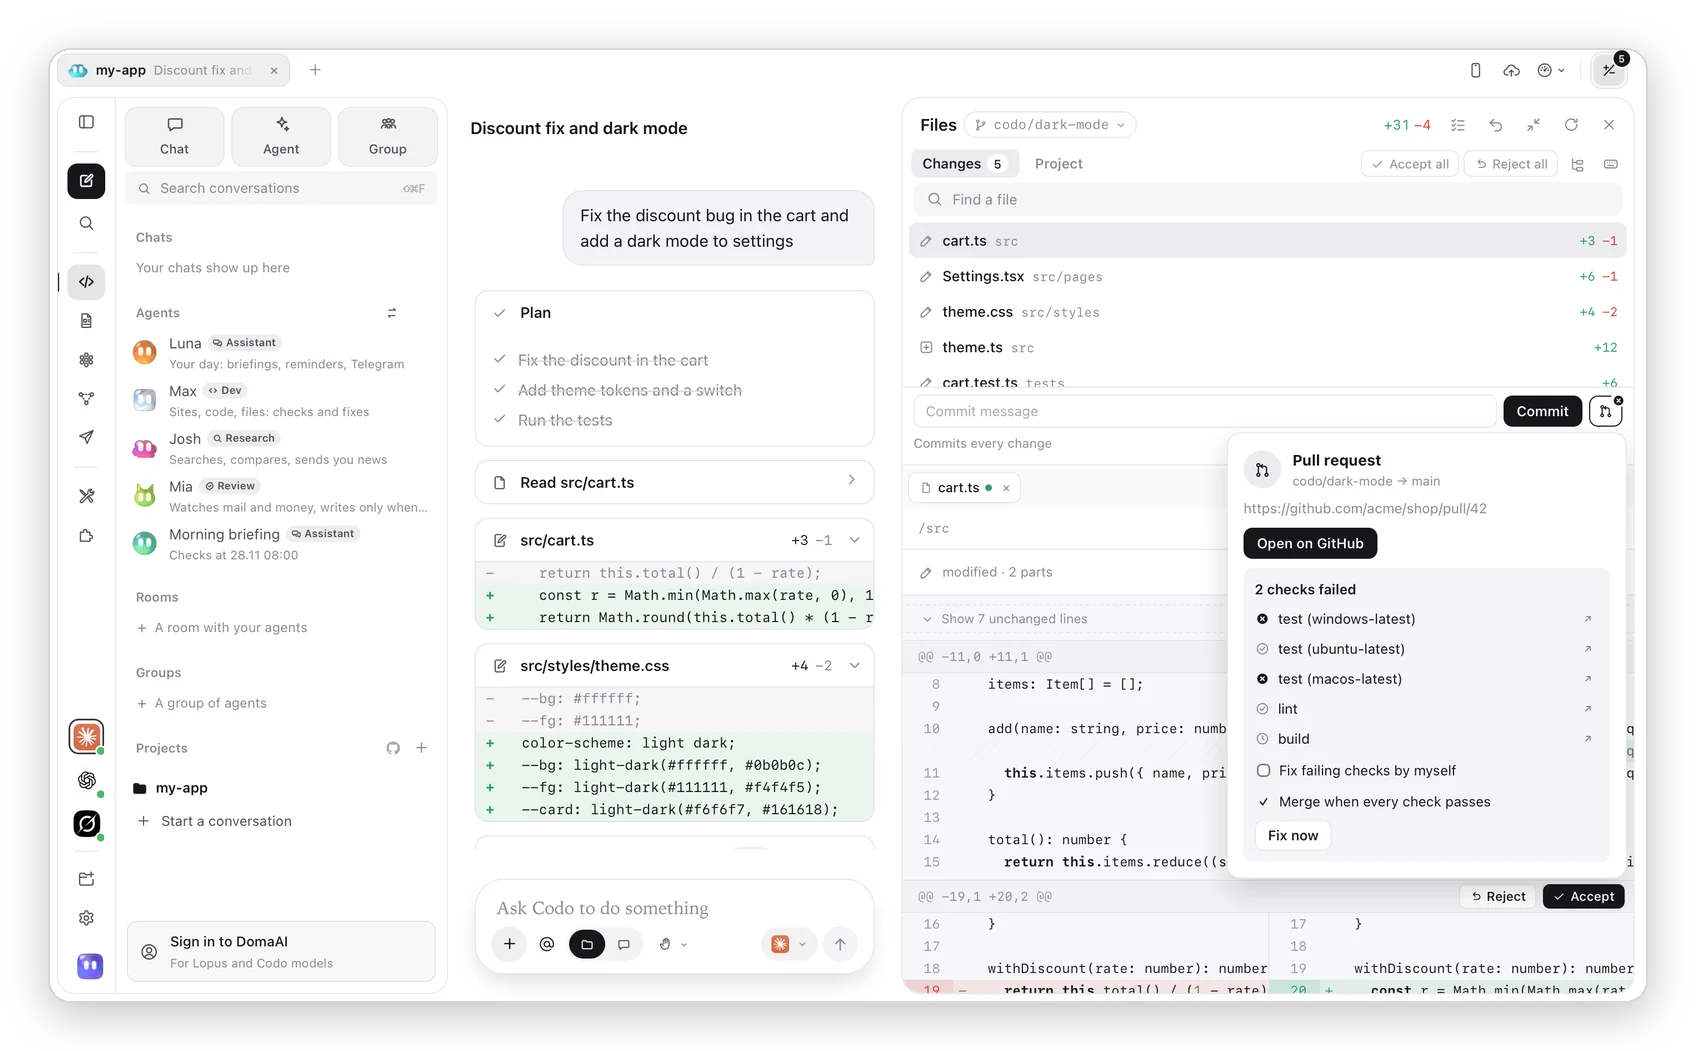 my-app Discount fix and
5
Chat
Agent
Group
Search conversations
⇧⌘F
Chats
Your chats show up here
Agents
Luna Assistant
Your day: briefings, reminders, Telegram
Max Dev
Sites, code, files: checks and fixes
Josh Research
Searches, compares, sends you news
Mia Review
Watches mail and money, writes only when...
Morning briefing Assistant
Checks at 28.11 08:00
Rooms
+ A room with your agents
Groups
+ A group of agents
Projects
my-app
+ Start a conversation
Sign in to DomaAI
For Lopus and Codo models
Discount fix and dark mode
Fix the discount bug in the cart and
add a dark mode to settings
Plan
Fix the discount in the cart
Add theme tokens and a switch
Run the tests
Read src/cart.ts
src/cart.ts +3 −1
− return this.total() / (1 − rate);
+ const r = Math.min(Math.max(rate, 0), 1
+ return Math.round(this.total() * (1 − r
src/styles/theme.css +4 −2
− --bg: #ffffff;
− --fg: #111111;
+ color-scheme: light dark;
+ --bg: light-dark(#ffffff, #0b0b0c);
+ --fg: light-dark(#111111, #f4f4f5);
+ --card: light-dark(#f6f6f7, #161618);
Ask Codo to do something
Files codo/dark-mode +31 −4
Changes 5 Project Accept all Reject all
Find a file
cart.ts src +3 −1
Settings.tsx src/pages +6 −1
theme.css src/styles +4 −2
theme.ts src +12
cart.test.ts tests +6
Commit message
Commit
Commits every change
cart.ts
/src
modified · 2 parts
Show 7 unchanged lines
@@ −11,0 +11,1 @@
8 items: Item[] = [];
9
10 add(name: string, price: numb
11 this.items.push({ name, pri
12 }
13
14 total(): number {
15 return this.items.reduce((s
Pull request
codo/dark-mode → main
https://github.com/acme/shop/pull/42
Open on GitHub
2 checks failed
test (windows-latest)
test (ubuntu-latest)
test (macos-latest)
lint
build
Fix failing checks by myself
Merge when every check passes
Fix now
@@ −19,1 +20,2 @@
Reject Accept
16 }
17
18 withDiscount(rate: number): number
19 − return this.total() / (1 − rate)
17 }
18
19 withDiscount(rate: number): number
20 + const r = Math.min(Math.max(rat